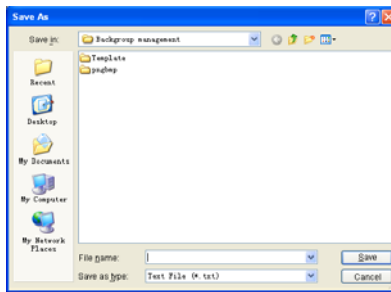 Save As
Save in: Backgroup management
Template
pngbmp
Recent
Desktop
My Documents
My Computer
My Network Places
File name: Save
Save as type: Text File (*.txt) Cancel